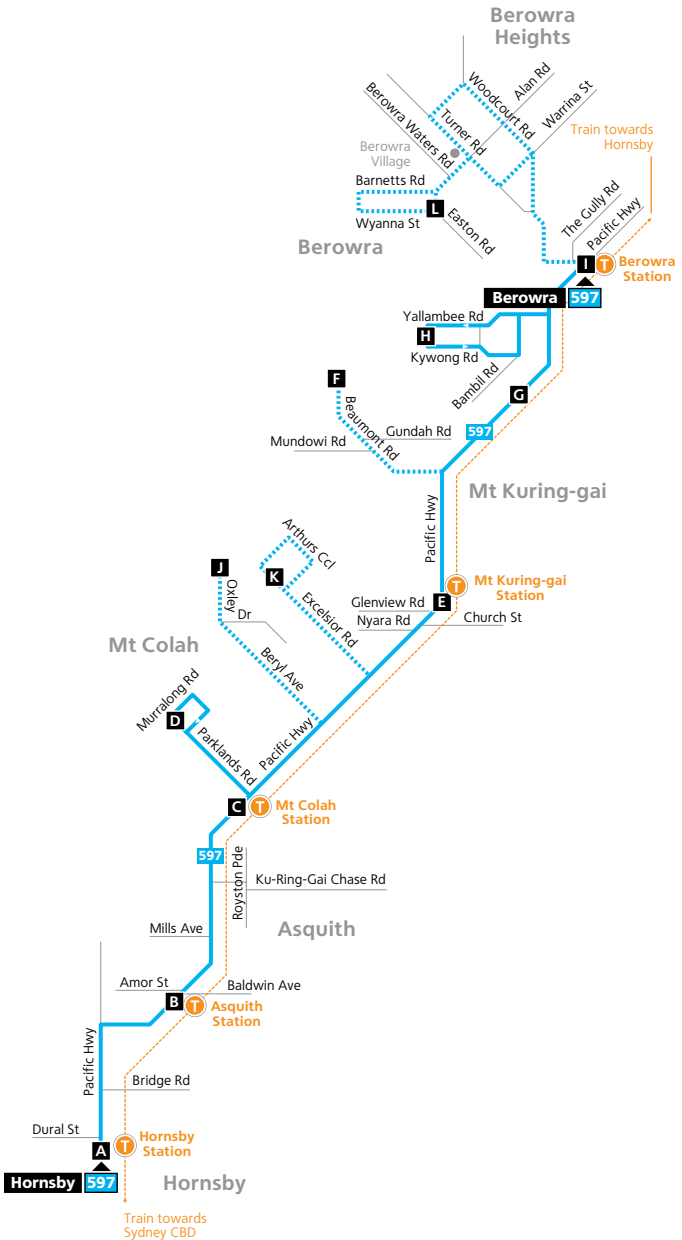 Berowra
Heights
Woodcourt Rd
Alan Rd
Warrina St
Turner Rd
Berowra Waters Rd
Train towards
Hornsby
Berowra
Village
Barnetts Rd
Wyanna St
L
Easton Rd
The Gully Rd
Pacific Hwy
Berowra
I
T
Berowra
Station
Berowra
597
Yallambee Rd
H
Kywong Rd
Bambil Rd
F
G
Beaumont Rd
Gundah Rd
597
Mundowi Rd
Mt Kuring-gai
Pacific Hwy
Arthurs Ccl
J
K
Oxley
Dr
Excelsior Rd
T
Mt Kuring-gai
Station
Glenview Rd
E
Nyara Rd
Church St
Mt Colah
Beryl Ave
Murralong Rd
D
Parklands Rd
Pacific Hwy
C
T
Mt Colah
Station
597
Royston Pde
Ku-Ring-Gai Chase Rd
Mills Ave
Asquith
Amor St
Baldwin Ave
B
T
Asquith
Station
Pacific Hwy
Bridge Rd
Dural St
A
T
Hornsby
Station
Hornsby
597
Hornsby
Train towards
Sydney CBD